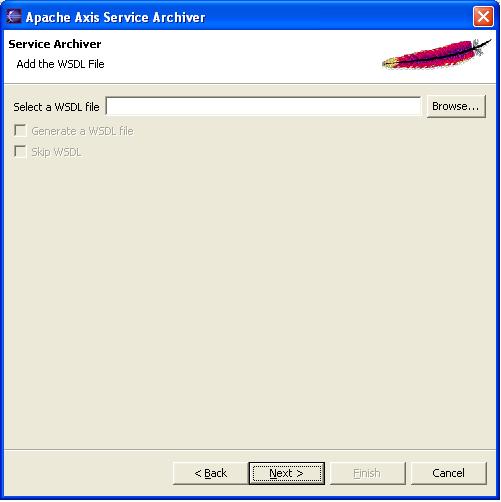 Apache Axis Service Archiver
Service Archiver
Add the WSDL File
Select a WSDL file
Browse...
Generate a WSDL file
Skip WSDL
< Back
Next >
Finish
Cancel